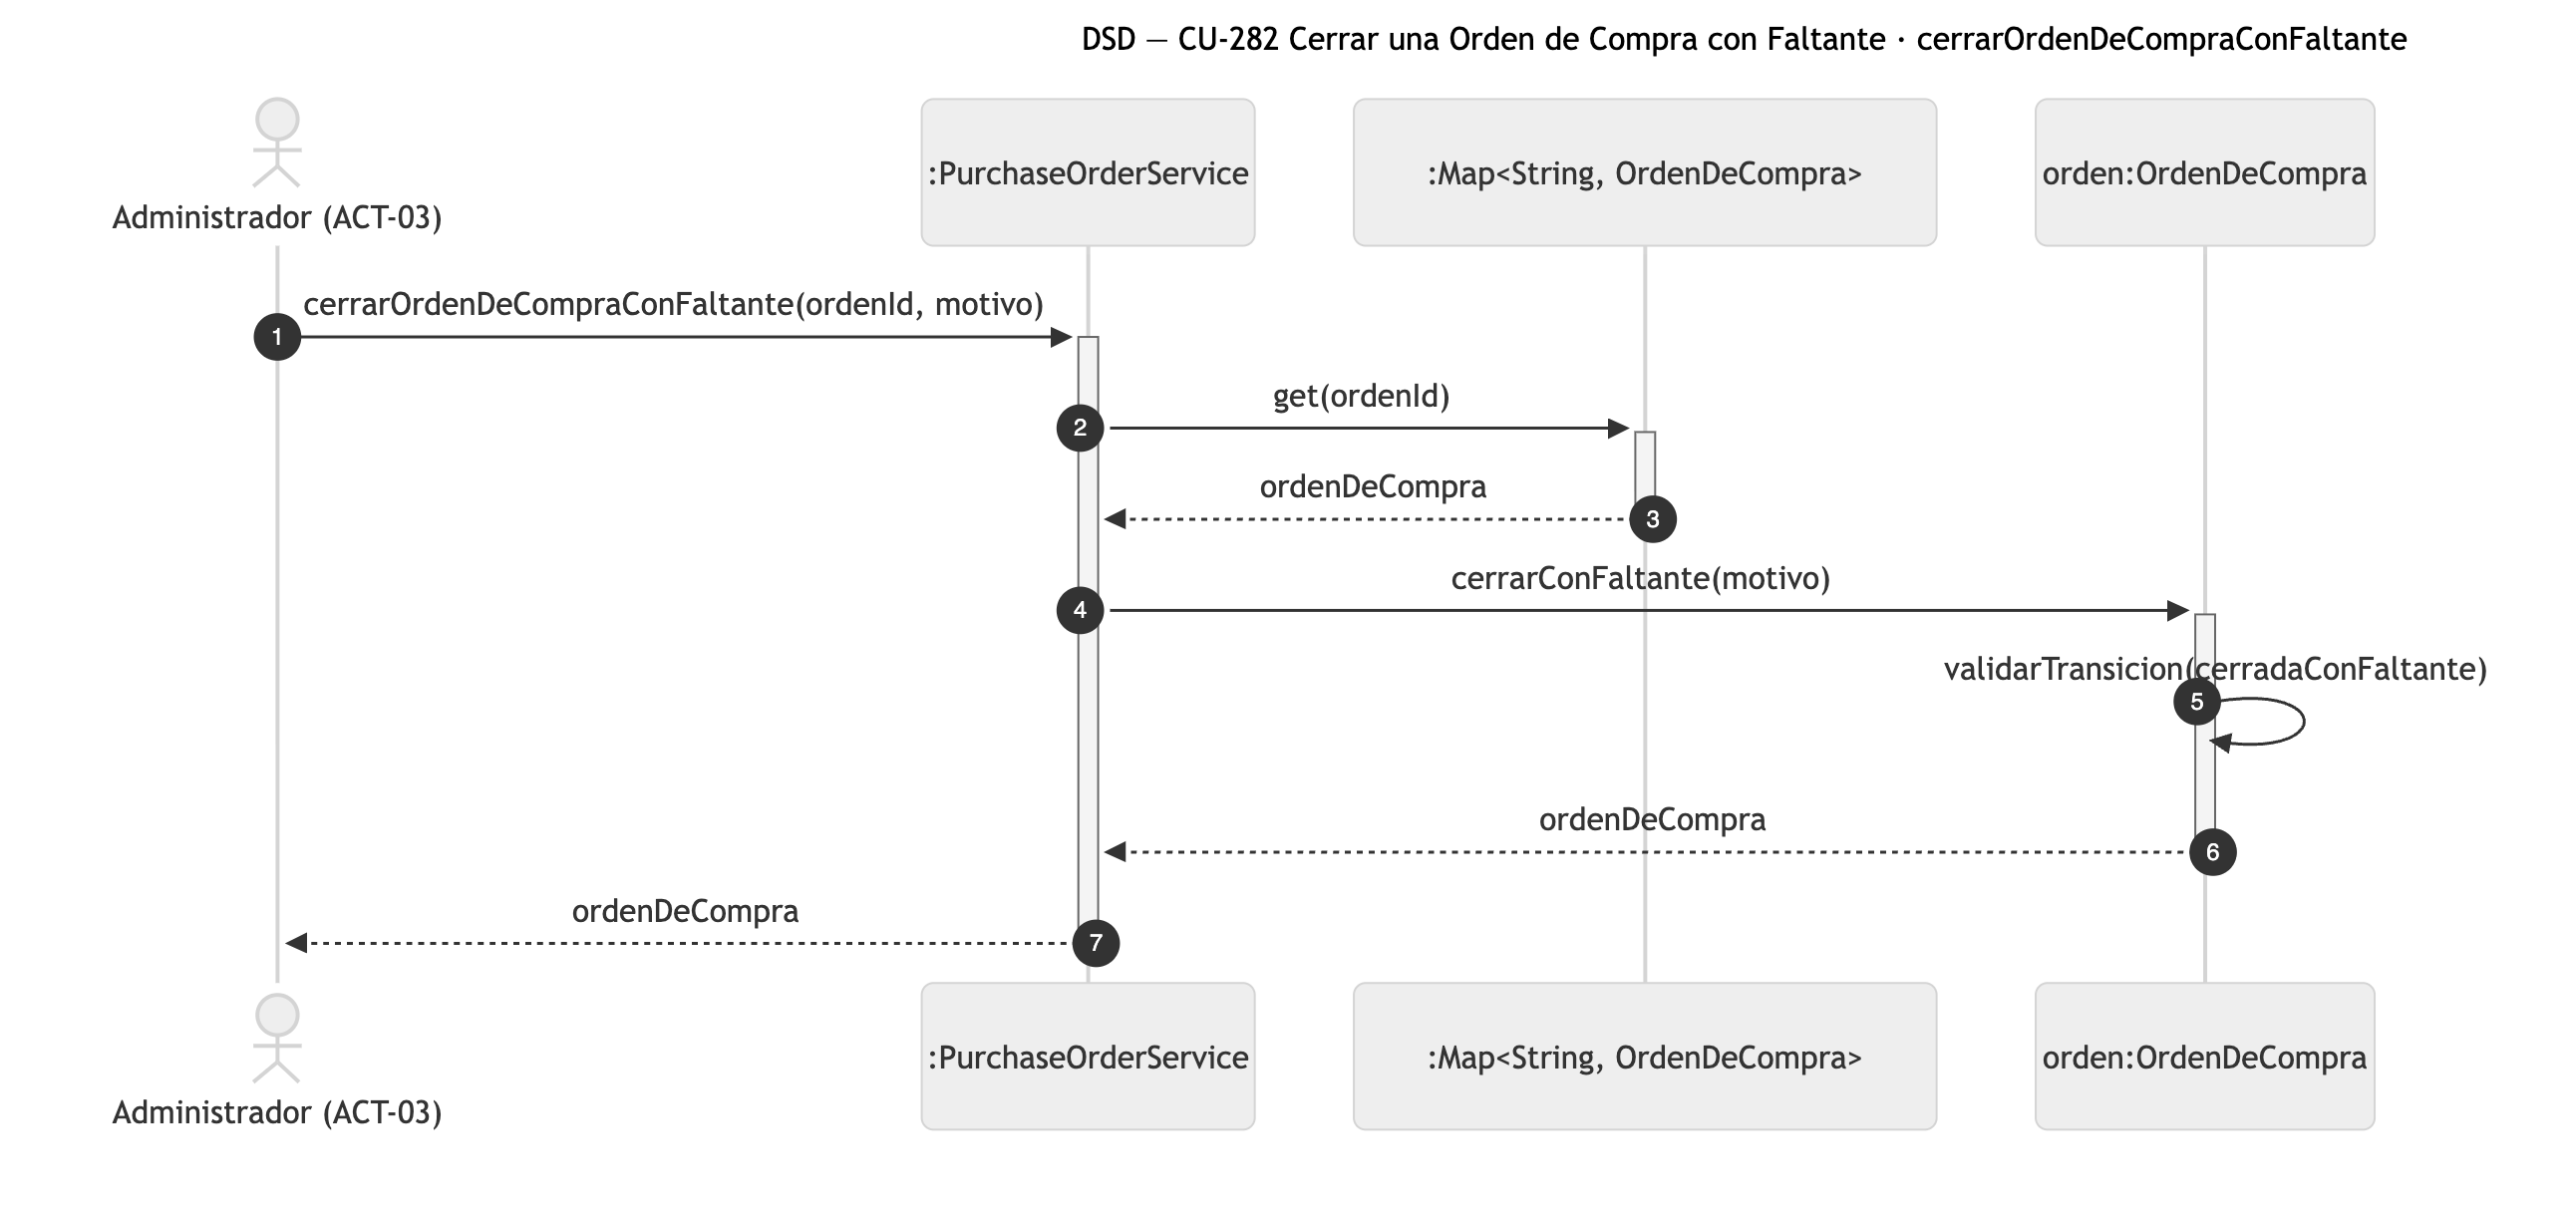 DSD — CU-282 Cerrar una Orden de Compra con Faltante · cerrarOrdenDeCompraConFaltante
Administrador (ACT-03)
:PurchaseOrderService
:Map<String, OrdenDeCompra>
orden:OrdenDeCompra
cerrarOrdenDeCompraConFaltante(ordenId, motivo)
1
get(ordenId)
2
ordenDeCompra
3
cerrarConFaltante(motivo)
4
validarTransicion(cerradaConFaltante)
5
ordenDeCompra
6
ordenDeCompra
7
Administrador (ACT-03)
:PurchaseOrderService
:Map<String, OrdenDeCompra>
orden:OrdenDeCompra